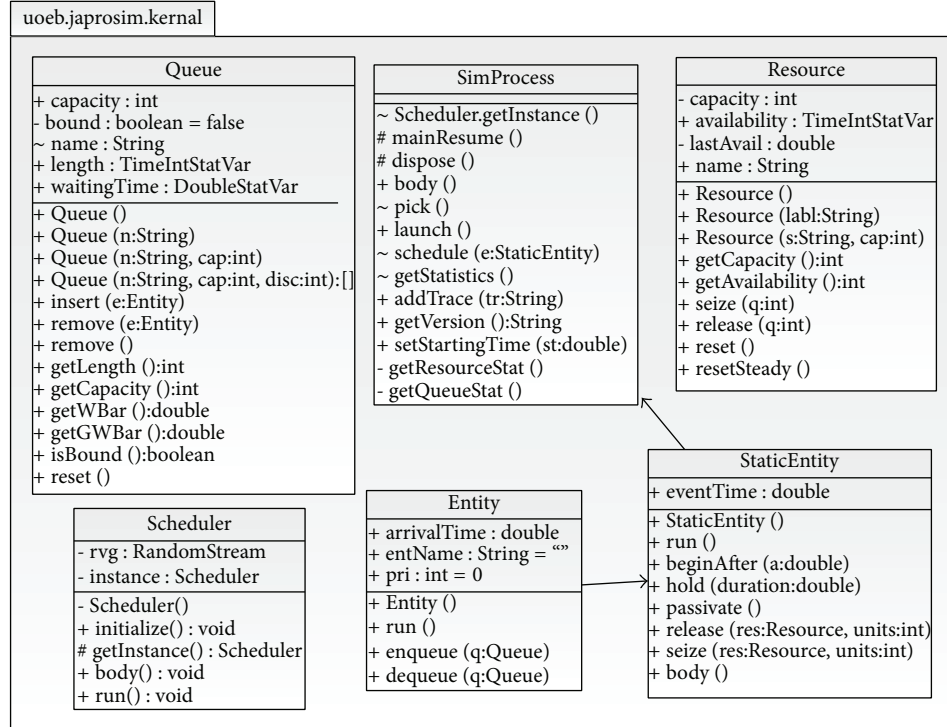 uoeb.japrosim.kernal
Queue
+ capacity : int
- bound : boolean = false
~ name : String
+ length : TimeIntStatVar
+ waitingTime : DoubleStatVar
+ Queue ()
+ Queue (n:String)
+ Queue (n:String, cap:int)
+ Queue (n:String, cap:int, disc:int):[]
+ insert (e:Entity)
+ remove (e:Entity)
+ remove ()
+ getLength ():int
+ getCapacity ():int
+ getWBar ():double
+ getGWBar ():double
+ isBound ():boolean
+ reset ()
SimProcess
~ Scheduler.getInstance ()
# mainResume ()
# dispose ()
+ body ()
~ pick ()
+ launch ()
~ schedule (e:StaticEntity)
~ getStatistics ()
+ addTrace (tr:String)
+ getVersion ():String
+ setStartingTime (st:double)
- getResourceStat ()
- getQueueStat ()
Resource
- capacity : int
+ availability : TimeIntStatVar
- lastAvail : double
+ name : String
+ Resource ()
+ Resource (labl:String)
+ Resource (s:String, cap:int)
+ getCapacity ():int
+ getAvailability ():int
+ seize (q:int)
+ release (q:int)
+ reset ()
+ resetSteady ()
Scheduler
- rvg : RandomStream
- instance : Scheduler
- Scheduler()
+ initialize() : void
# getInstance() : Scheduler
+ body() : void
+ run() : void
Entity
+ arrivalTime : double
+ entName : String = “”
+ pri : int = 0
+ Entity ()
+ run ()
+ enqueue (q:Queue)
+ dequeue (q:Queue)
StaticEntity
+ eventTime : double
+ StaticEntity ()
+ run ()
+ beginAfter (a:double)
+ hold (duration:double)
+ passivate ()
+ release (res:Resource, units:int)
+ seize (res:Resource, units:int)
+ body ()